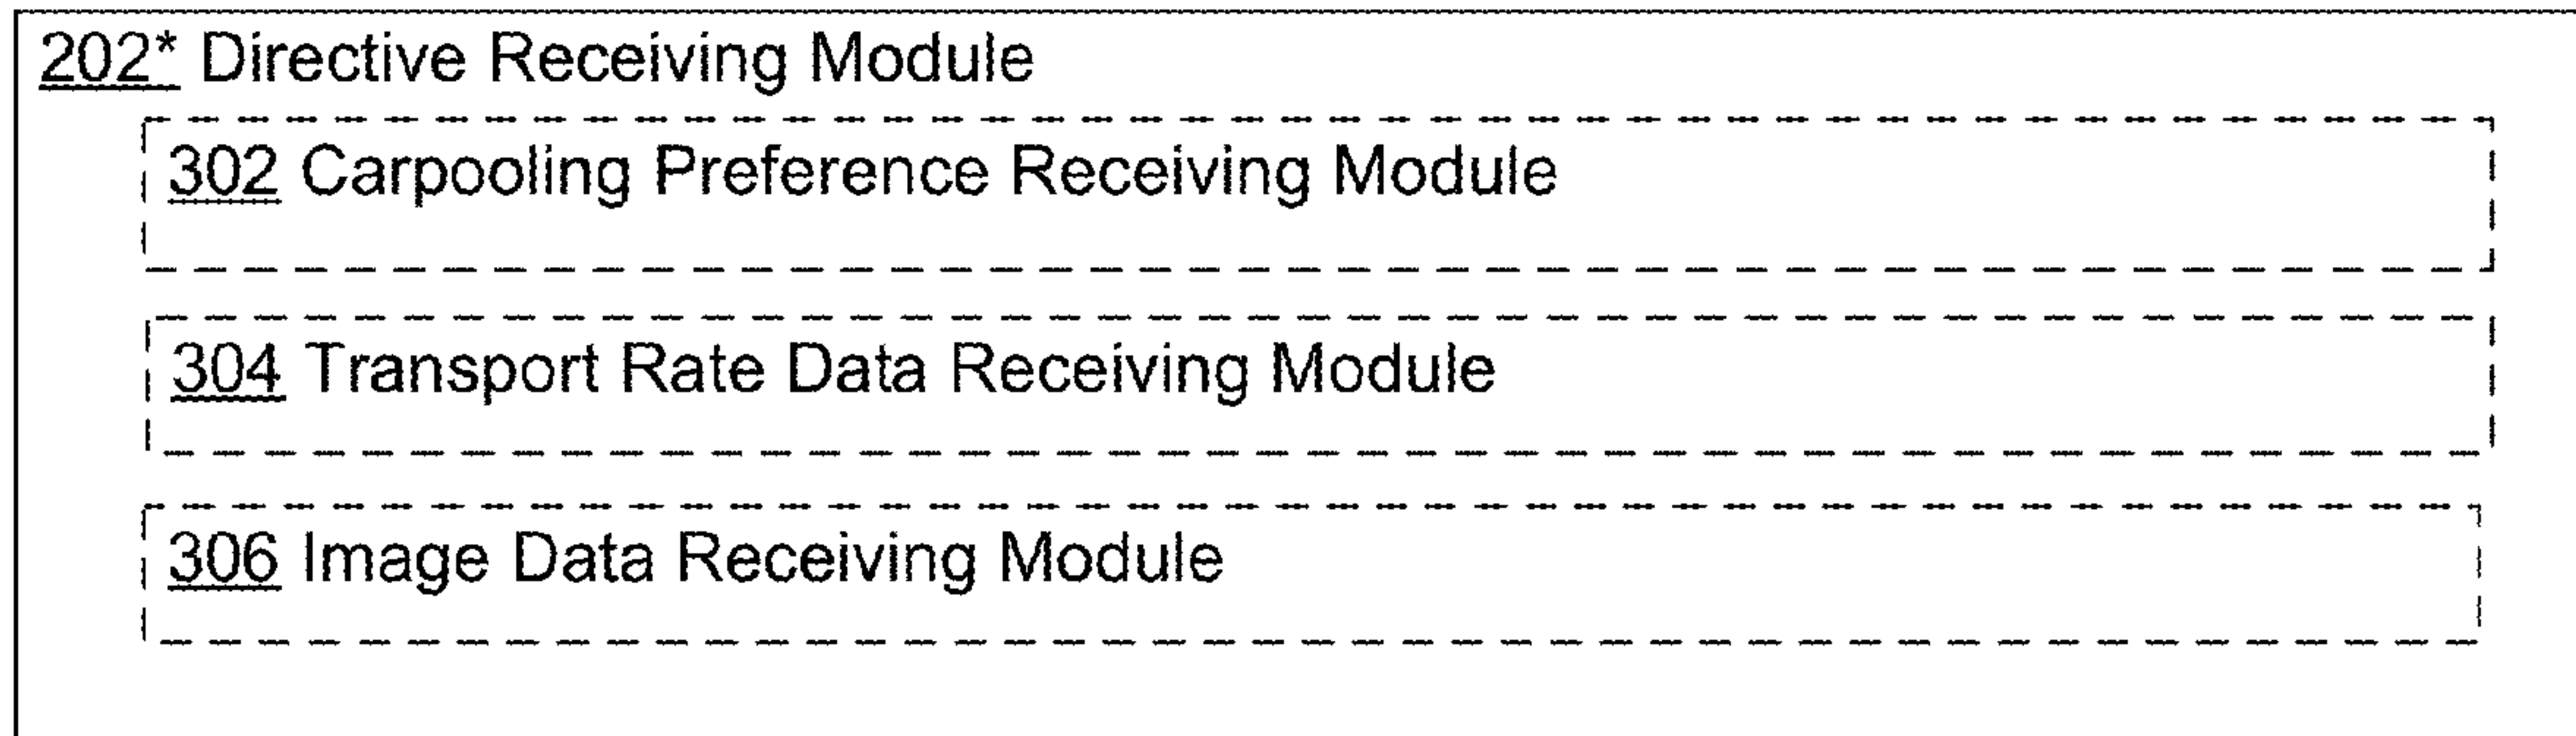 202* Directive Receiving Module
302 Carpooling Preference Receiving Module
304 Transport Rate Data Receiving Module
306 Image Data Receiving Module